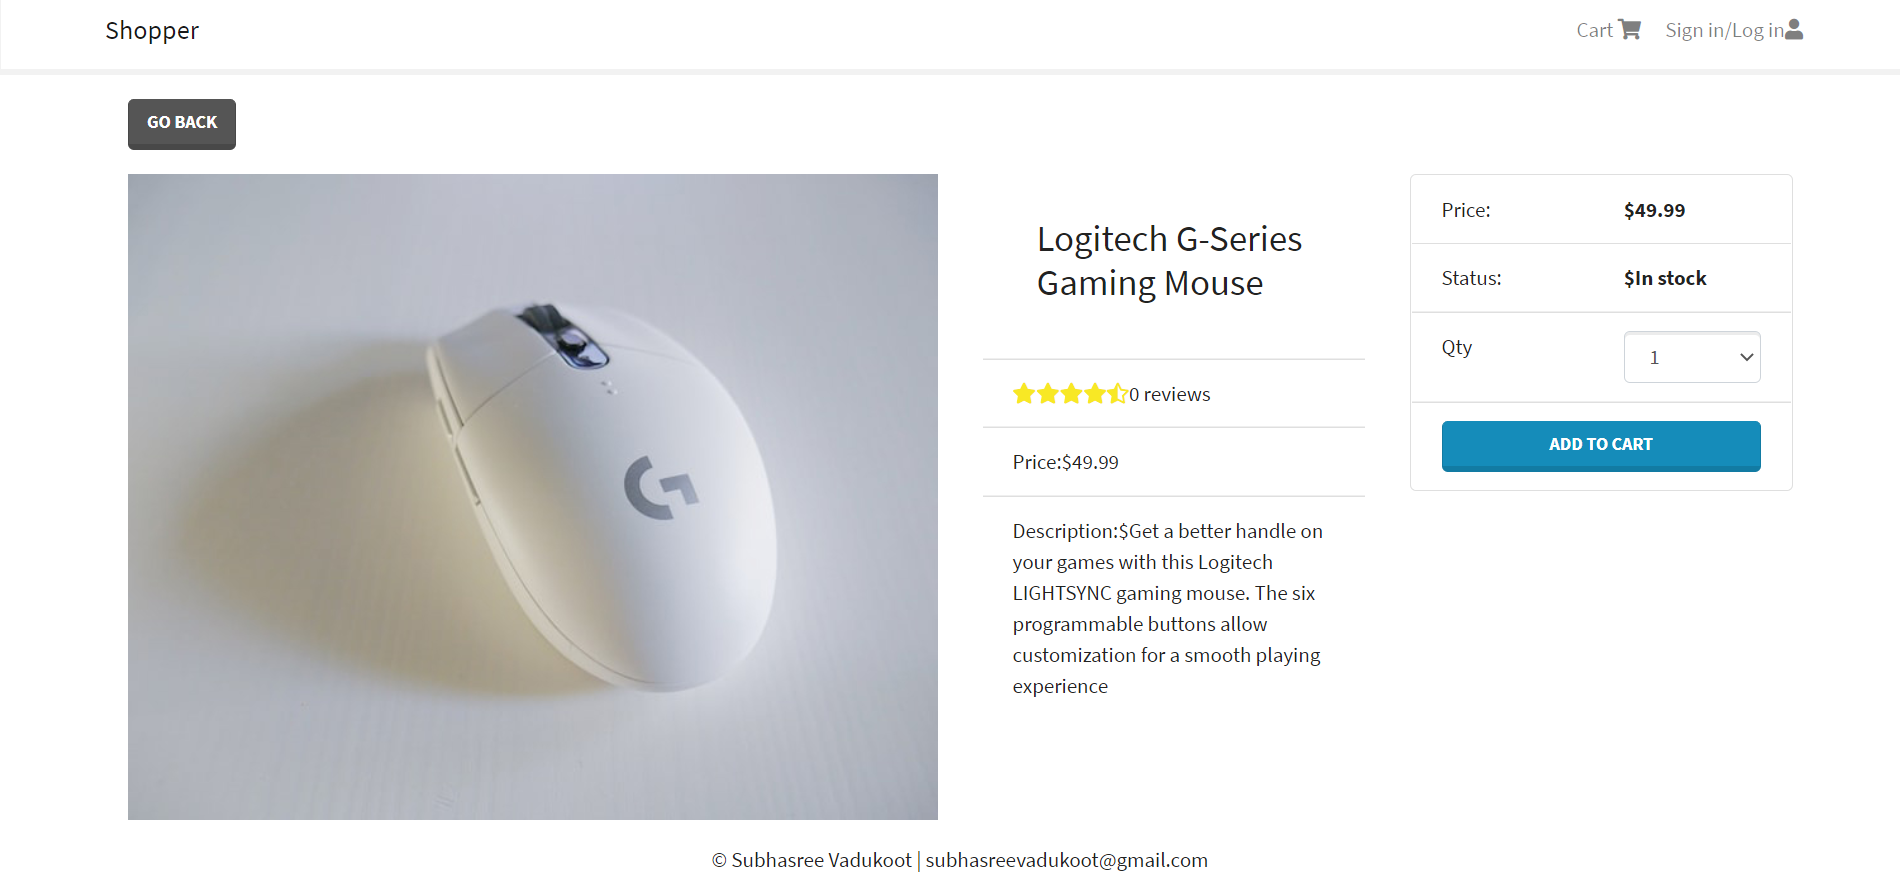 Shopper
Cart
Sign in/Log in
GO BACK
Logitech G-Series
Gaming Mouse
0 reviews
Price:$49.99
Description:$Get a better handle on
your games with this Logitech
LIGHTSYNC gaming mouse. The six
programmable buttons allow
customization for a smooth playing
experience
Price: $49.99
Status: $In stock
Qty 1
ADD TO CART
© Subhasree Vadukoot | subhasreevadukoot@gmail.com